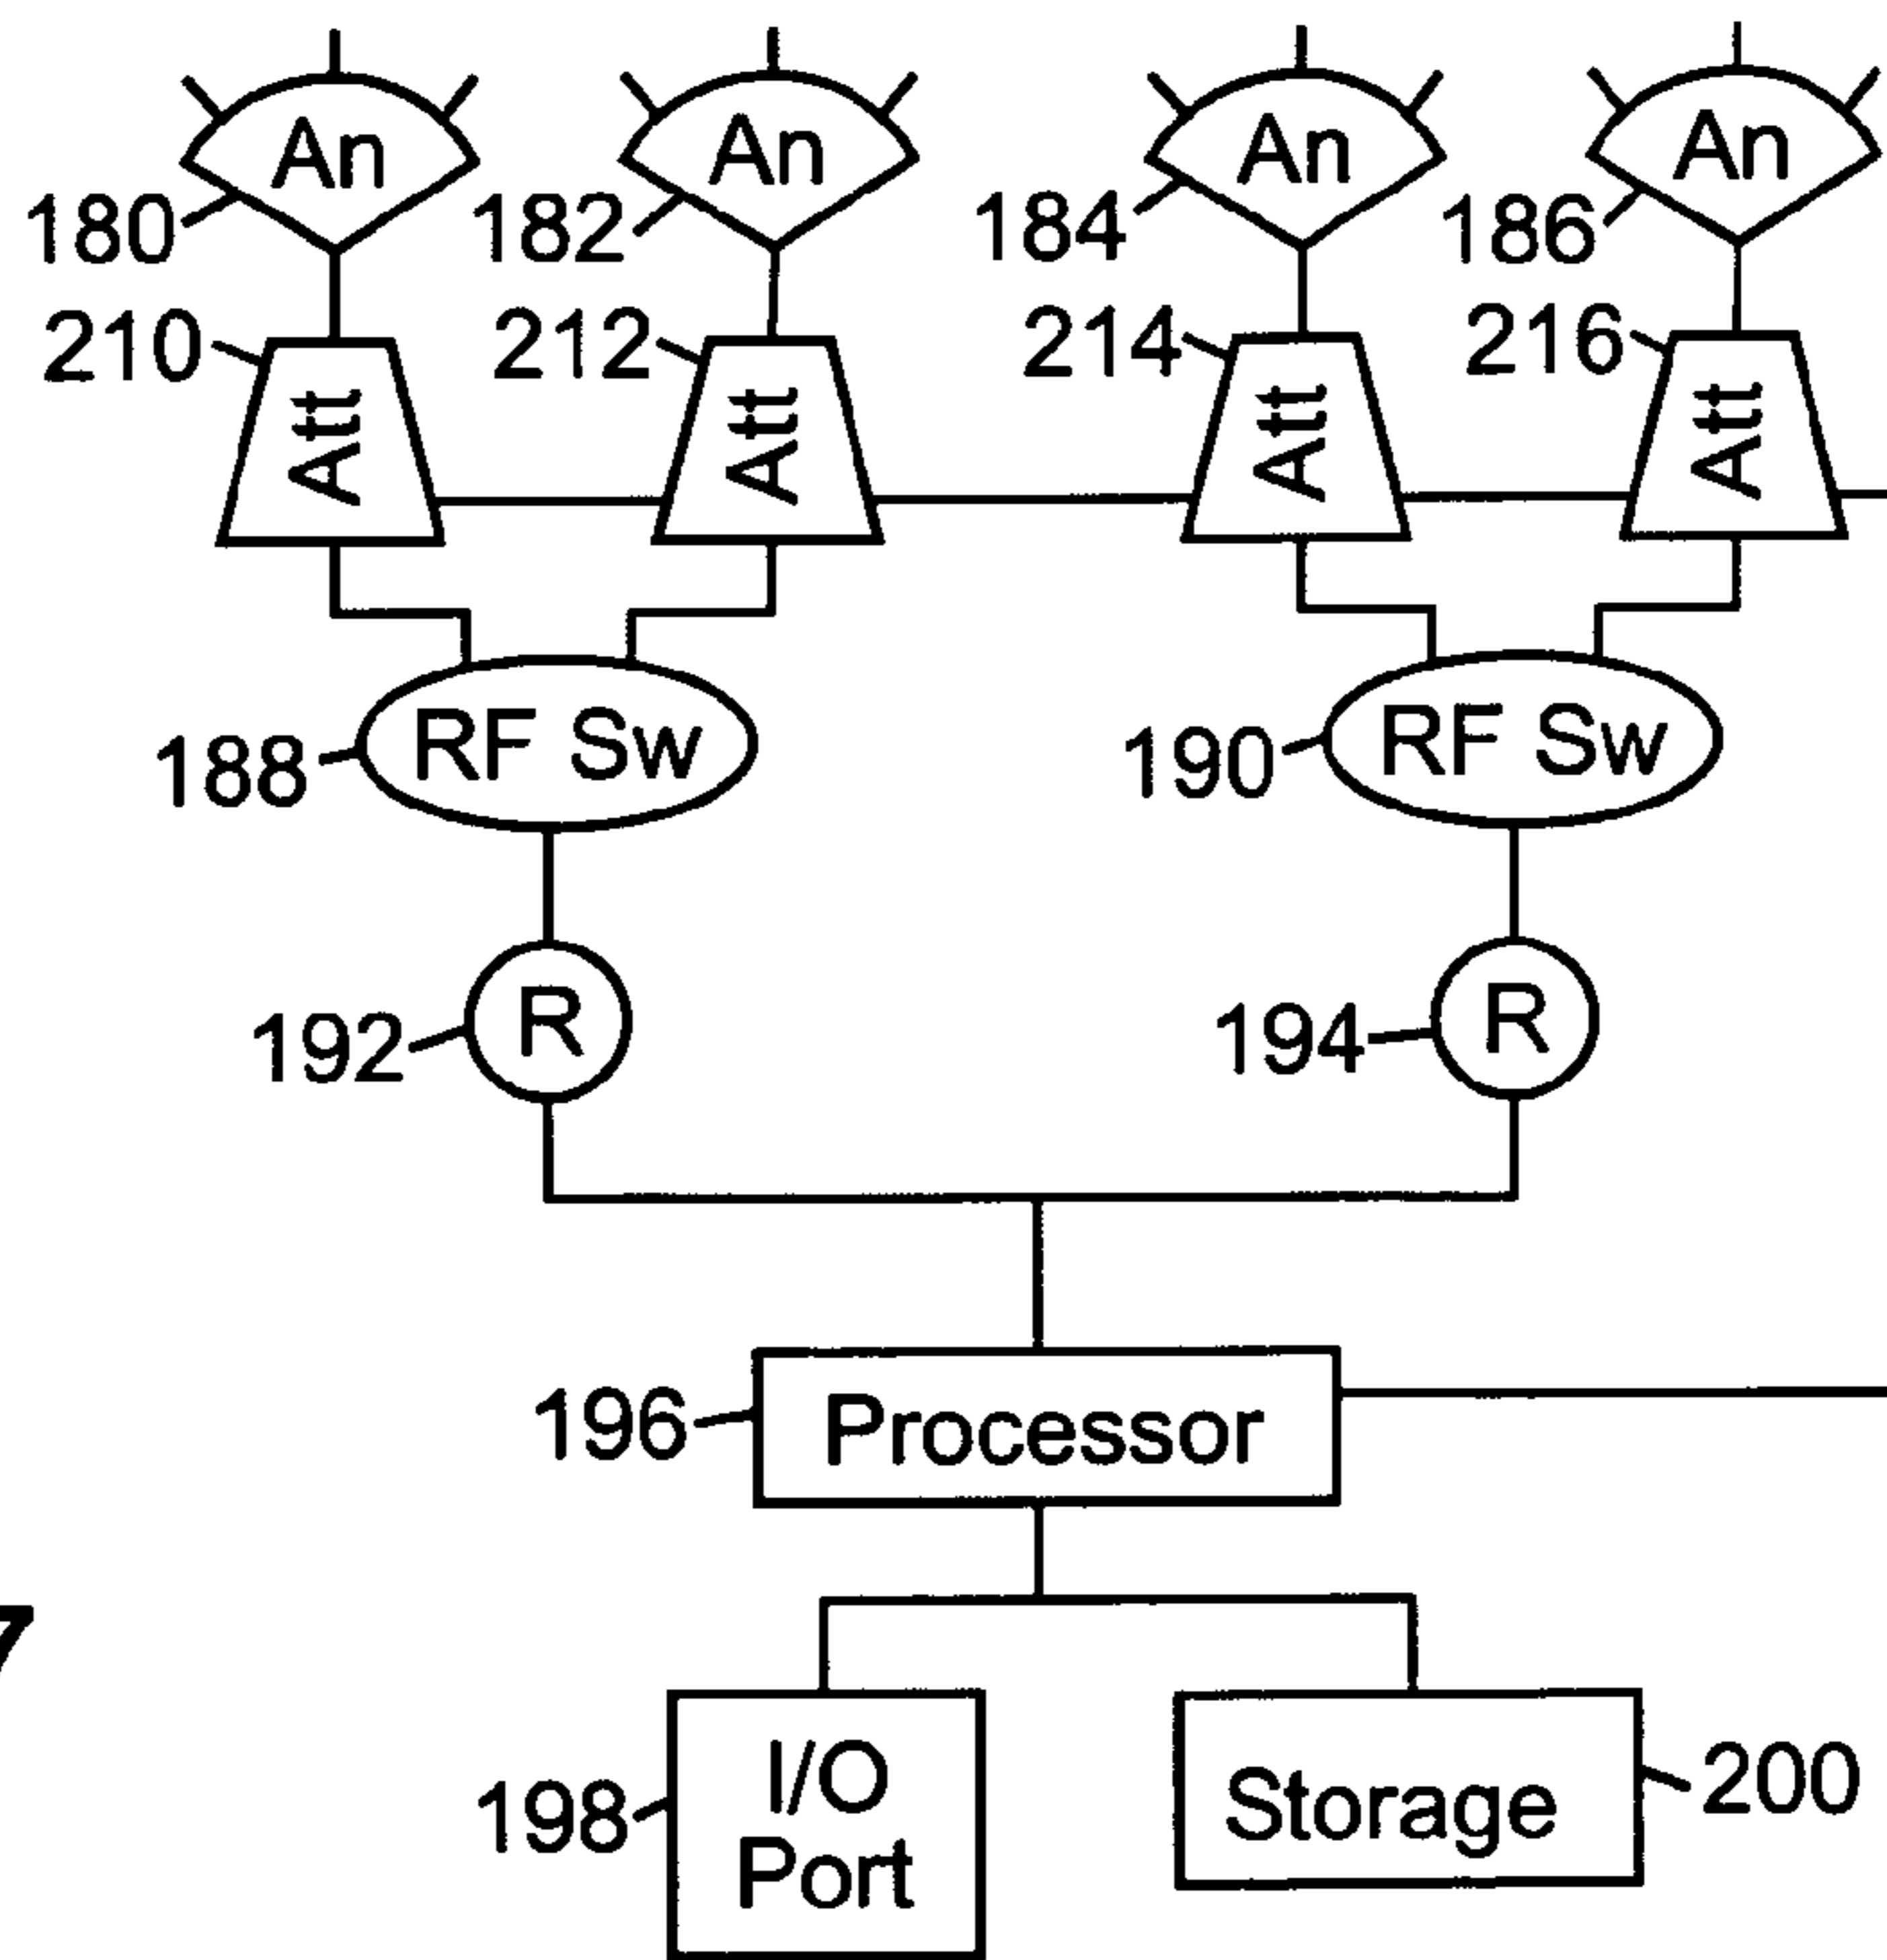 An An An An
180 182 184 186
210 212 214 216
Att Att Att Att
188 RF Sw 190 RF Sw
192 R 194 R
196 Processor
7
198 I/O Port
Storage 200